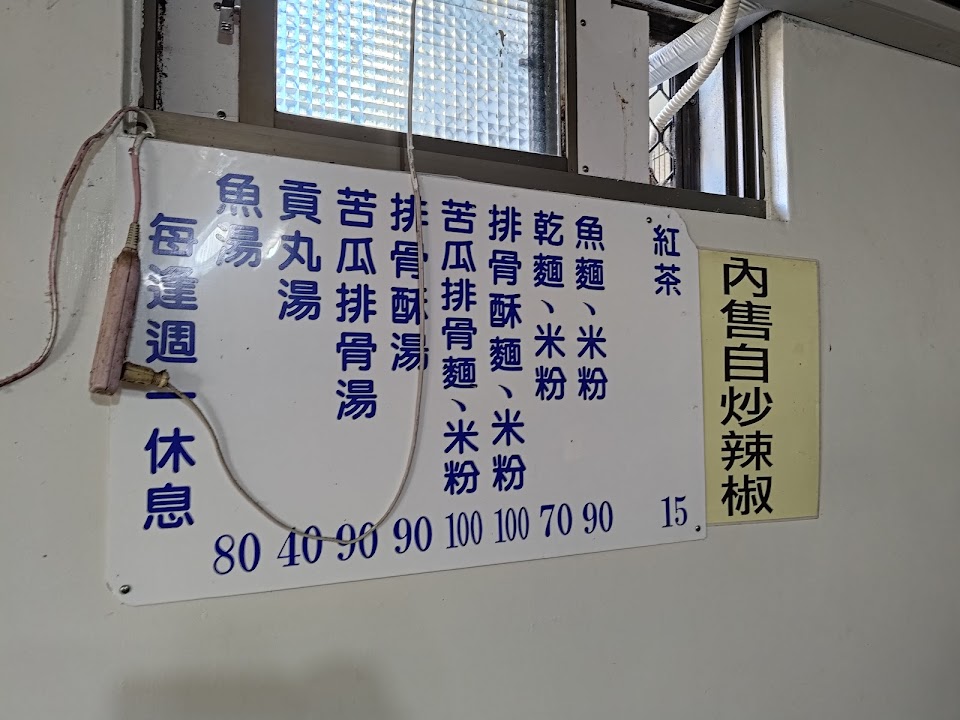 內售自炒辣椒
紅茶 15
魚麵、米粉 90
乾麵、米粉 70
排骨酥麵、米粉 100
苦瓜排骨麵、米粉 100
排骨酥湯 90
苦瓜排骨湯 90
貢丸湯 40
魚湯 80
每逢週一休息